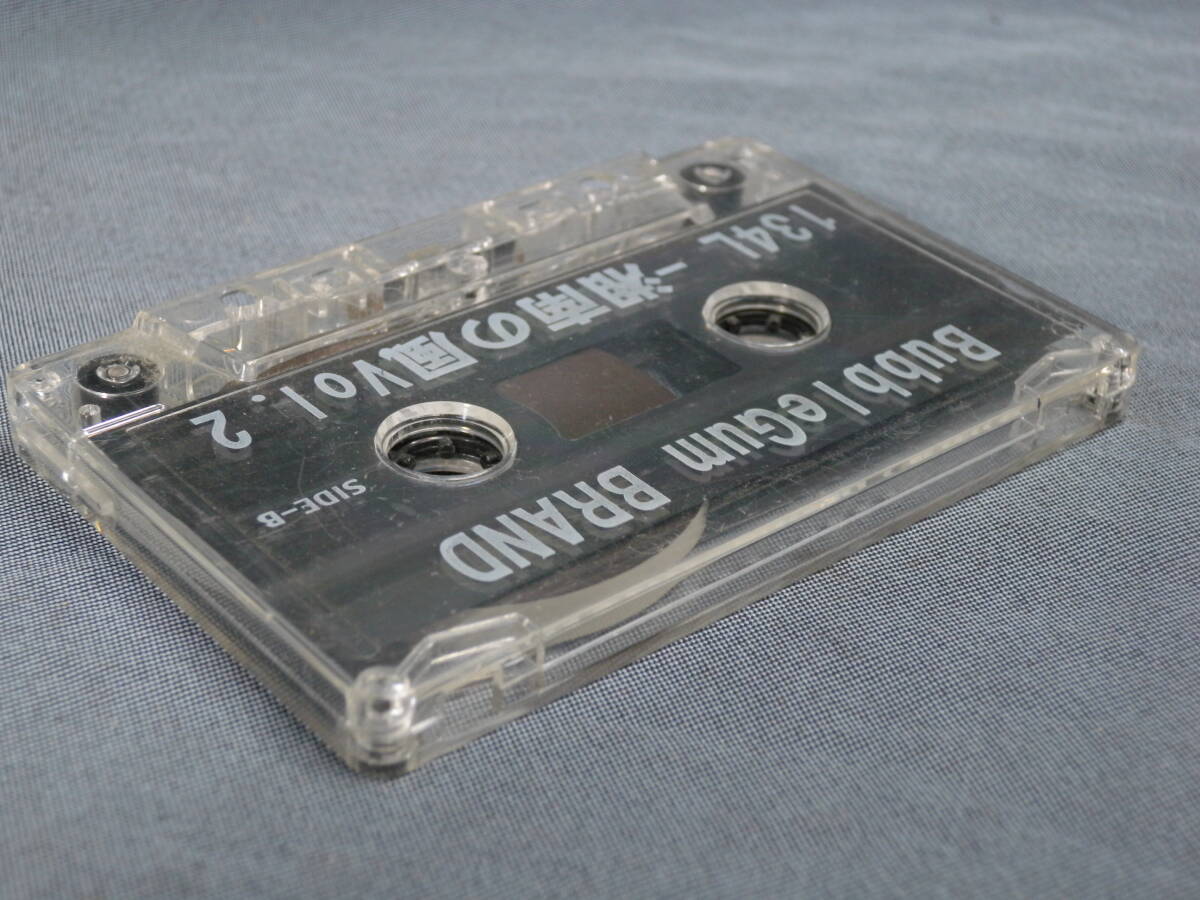 BubbleGum BRAND
SIDE-B
134L −湘南の風Vol.2